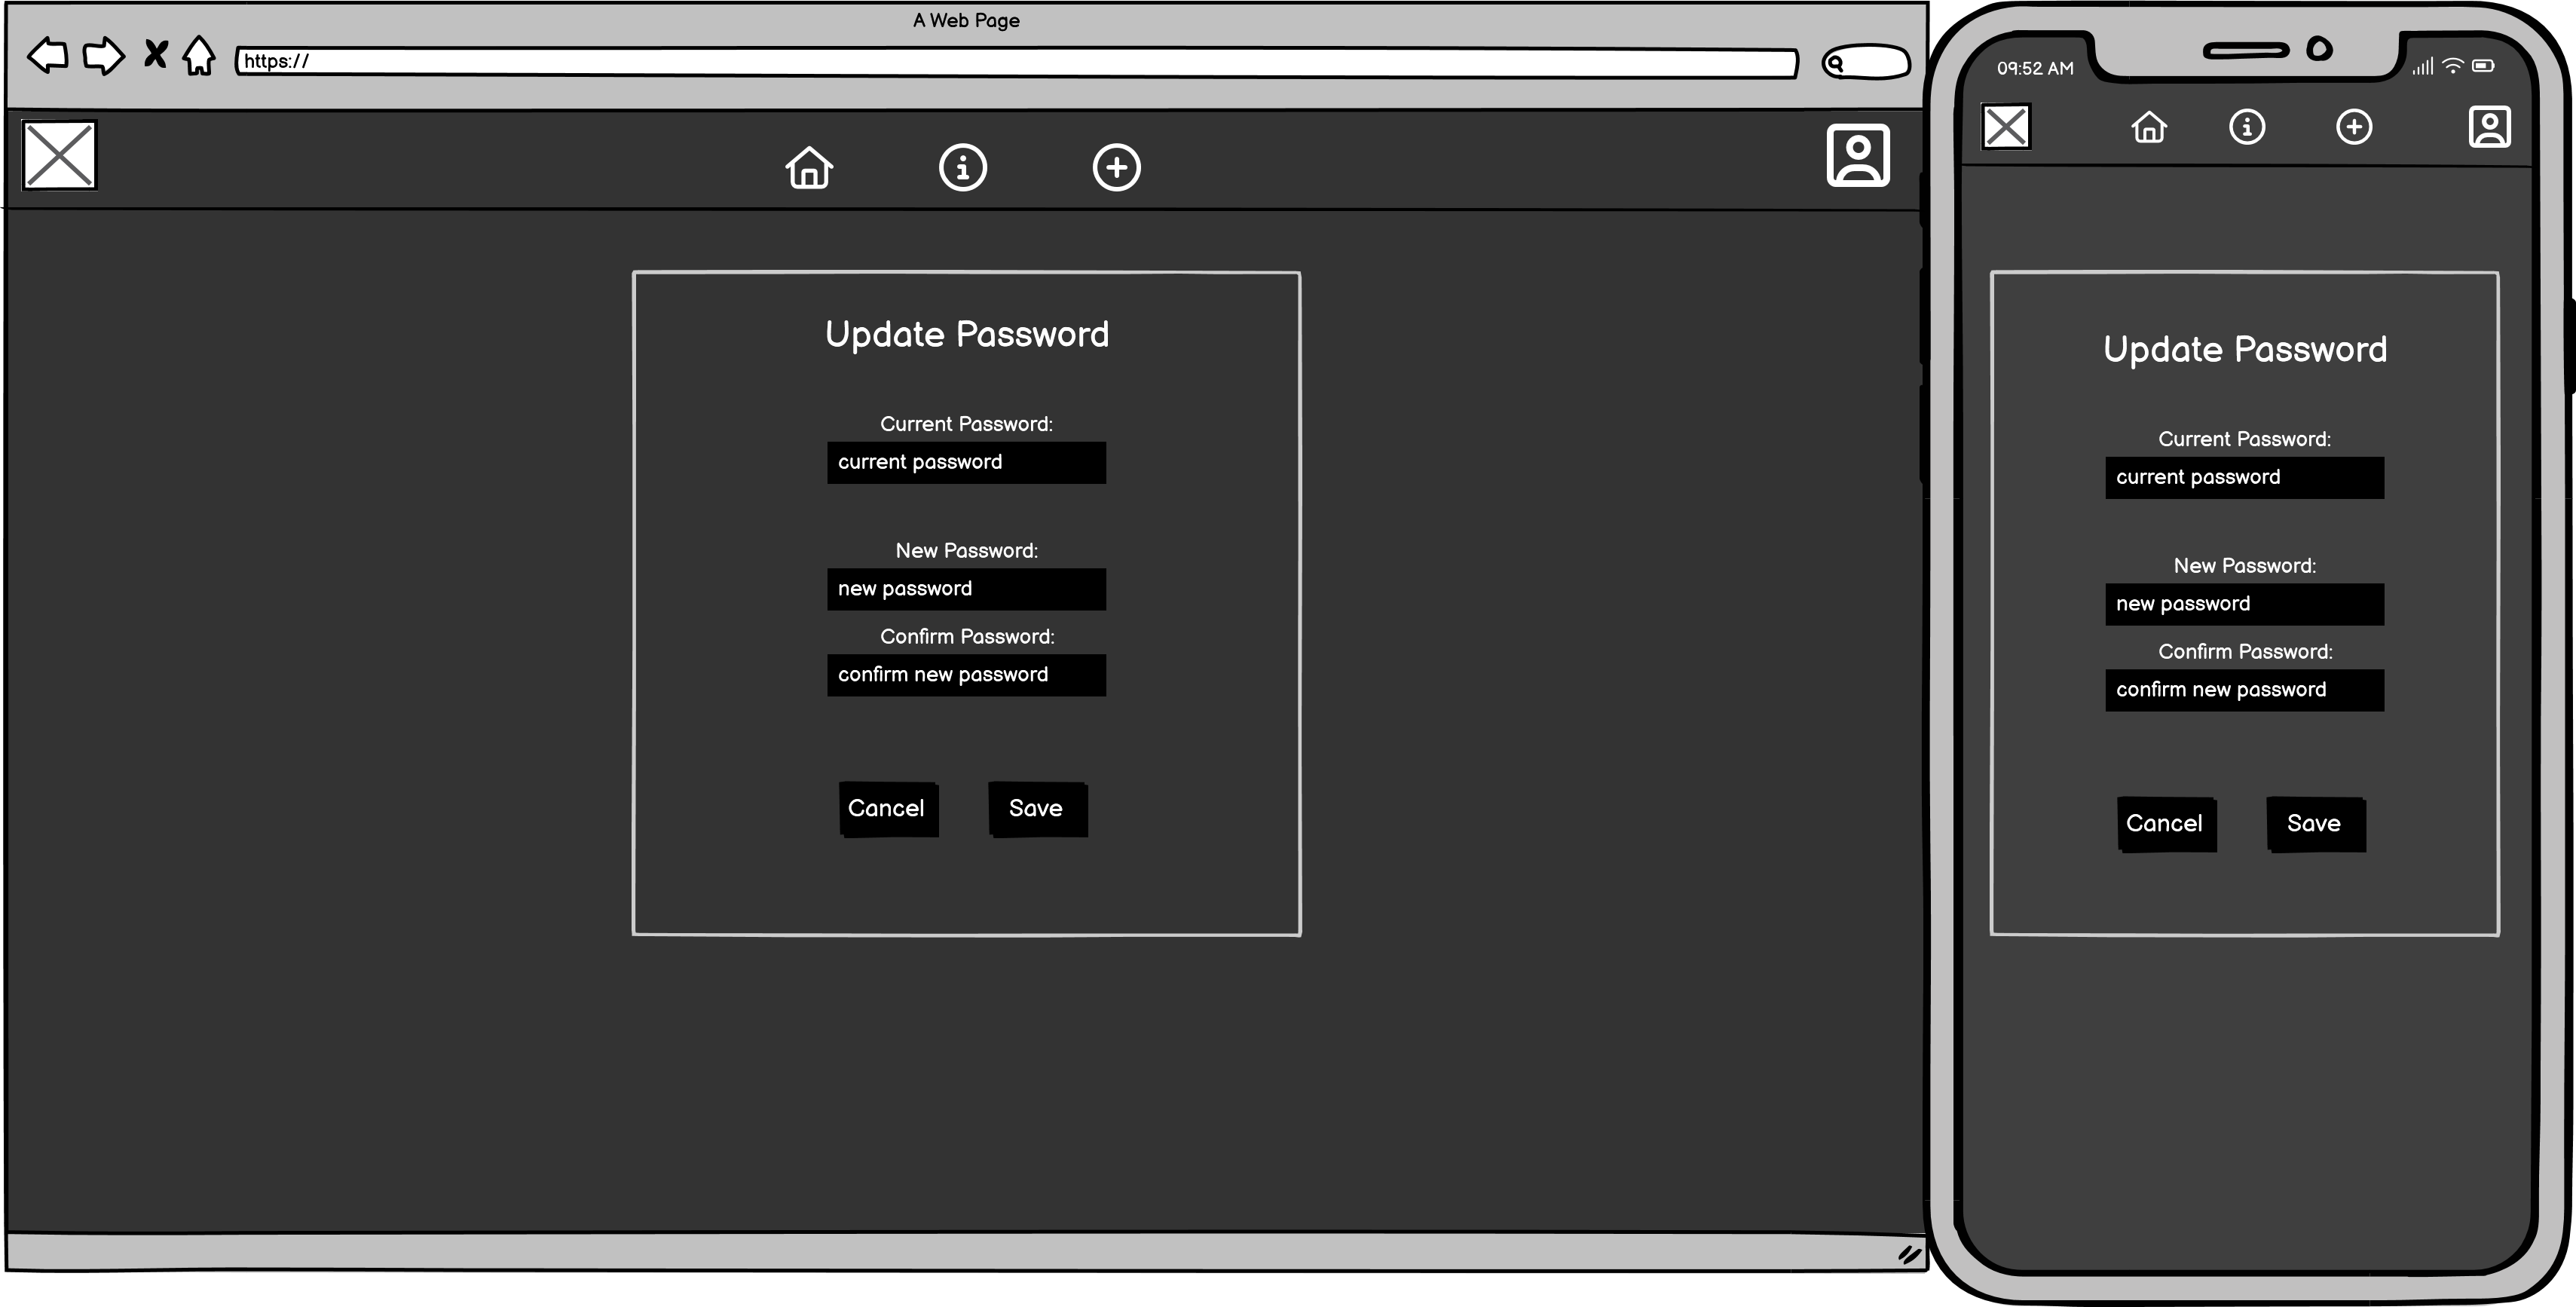 A Web Page
https://
Update Password
Current Password:
current password
New Password:
new password
Confirm Password:
confirm new password
Cancel
Save
09:52 AM
Update Password
Current Password:
current password
New Password:
new password
Confirm Password:
confirm new password
Cancel
Save